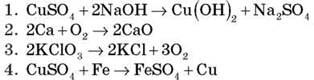 1. CuSO₄+2NaOH→Cu(OH)₂+Na₂SO₄
2. 2Ca+O₂→2CaO
3. 2KClO₃→2KCl+3O₂
4. CuSO₄+Fe→FeSO₄+Cu